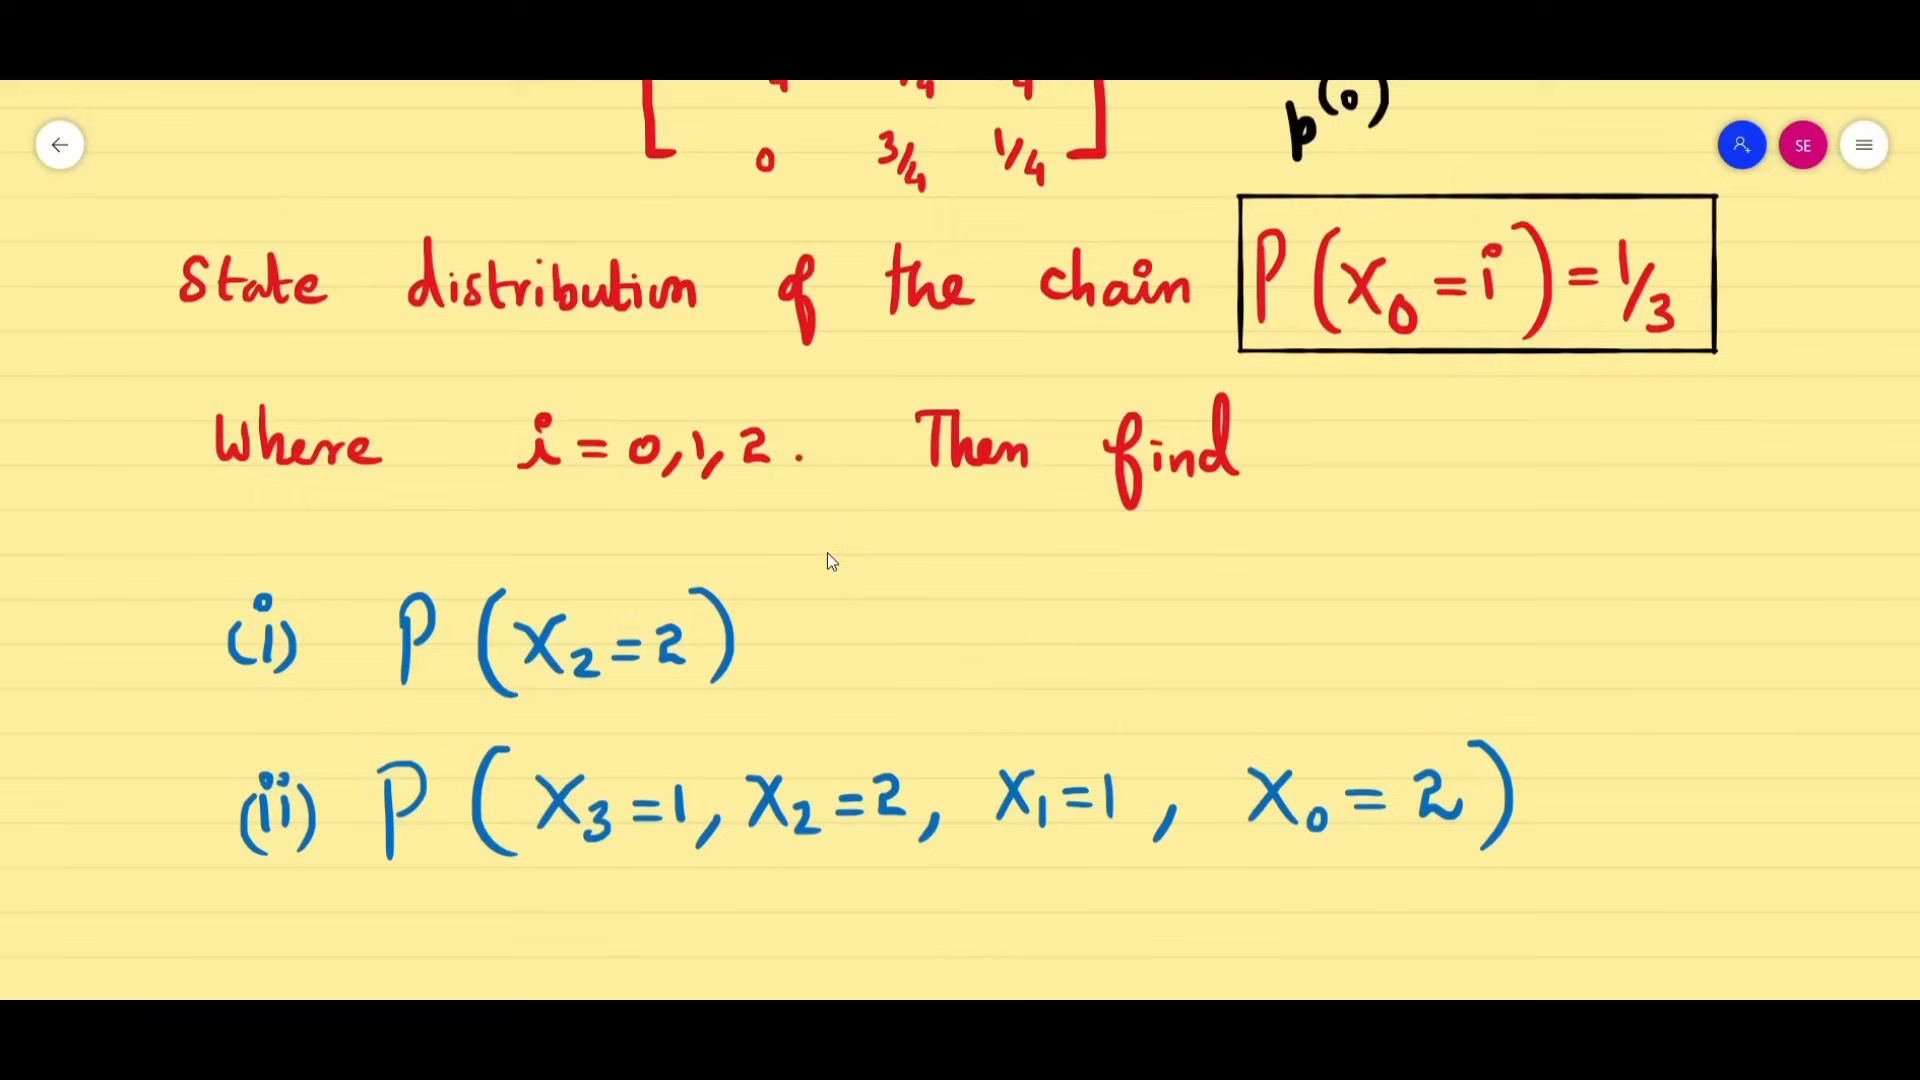 p(0)
0 3/4 1/4
SE
State distribution of the chain P(X₀=i)=1/3
Where i=0,1,2. Then find
(i) P(X₂=2)
(ii) P(X₃=1, X₂=2, X₁=1, X₀=2)